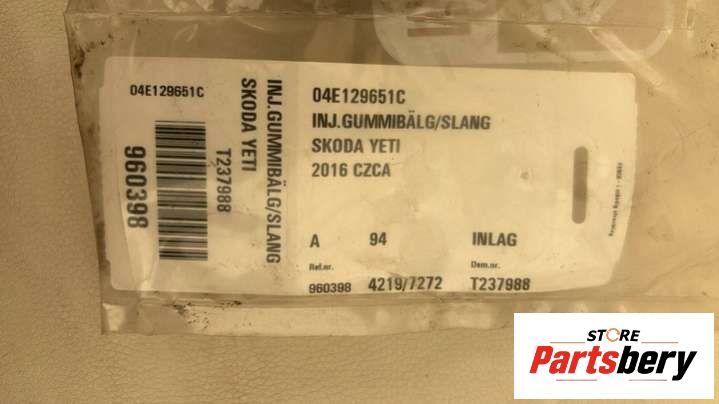 04E129651C
960398
T237988
SKODA YETI
INJ.GUMMIBÄLG/SLANG
04E129651C
INJ.GUMMIBÄLG/SLANG
SKODA YETI
2016 CZCA
A 94 INLAG
Ref.nr. Dem.nr.
960398 4219/7272 T237988
STORE
Partsbery